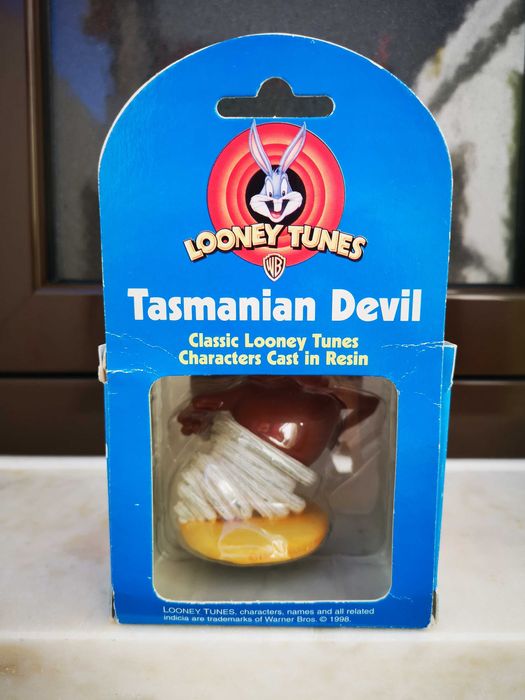 LOONEY TUNES
WB
Tasmanian Devil
Classic Looney Tunes
Characters Cast in Resin
LOONEY TUNES, characters, names and all related
indicia are trademarks of Warner Bros. © 1998.